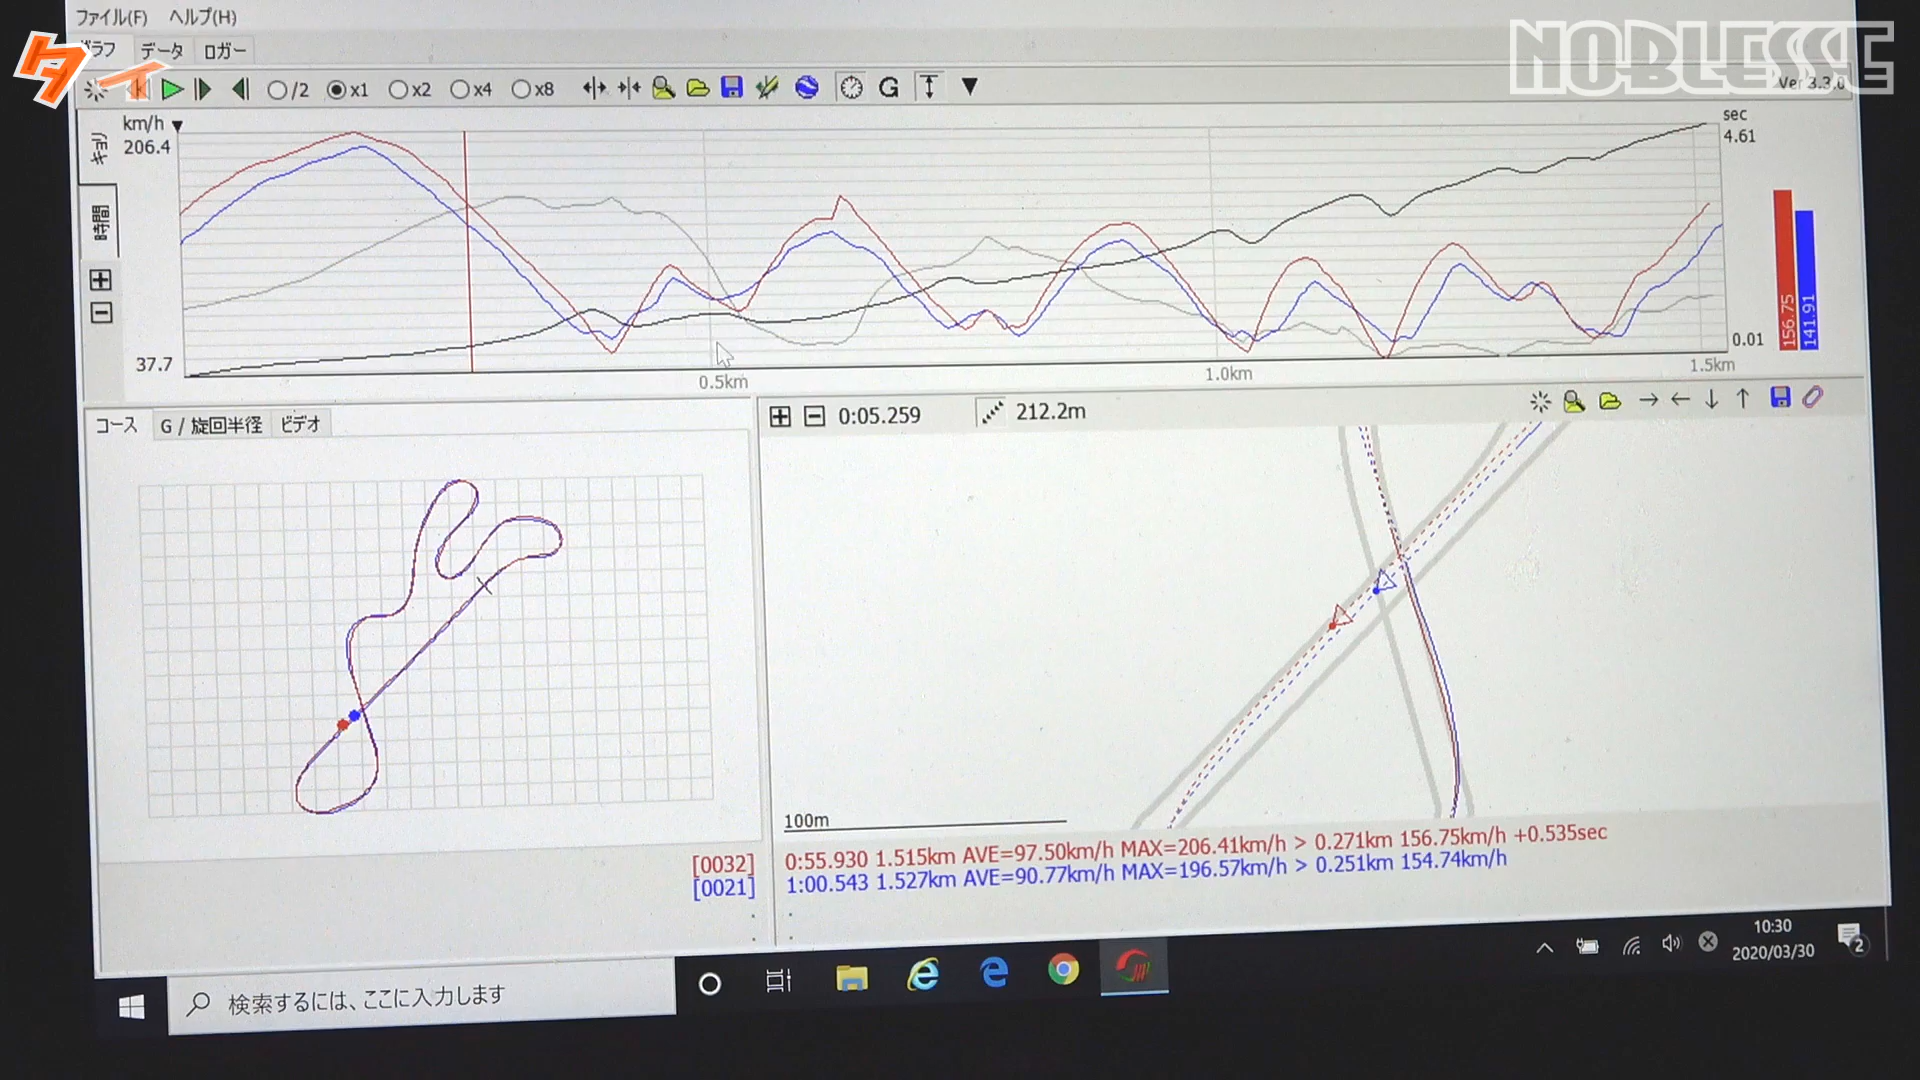 ファイル(F) ヘルプ(H)
タイ
NOBLESSE
グラフ データ ロガー
/2 x1 x2 x4 x8 G
Ver 3.3.0
キョリ
時間
km/h
206.4
37.7
sec
4.61
0.01
156.75
141.91
0.5km 1.0km 1.5km
コース G / 旋回半径 ビデオ
0:05.259 212.2m
100m
[0032] 0:55.930 1.515km AVE=97.50km/h MAX=206.41km/h > 0.271km 156.75km/h +0.535sec
[0021] 1:00.543 1.527km AVE=90.77km/h MAX=196.57km/h > 0.251km 154.74km/h
検索するには、ここに入力します
10:30
2020/03/30
2